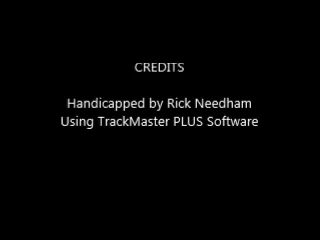 CREDITS
Handicapped by Rick Needham
Using TrackMaster PLUS Software